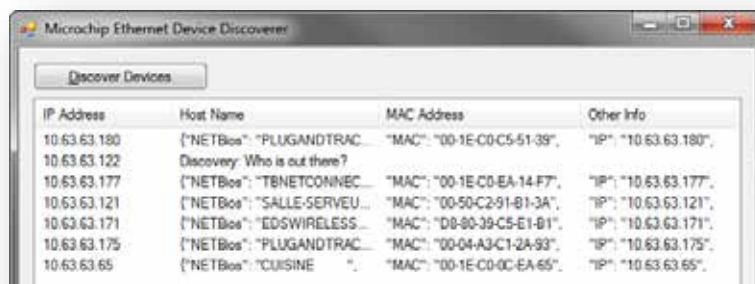 Microchip Ethernet Device Discoverer
Discover Devices
IP Address Host Name MAC Address Other Info
10.63.63.180 {"NETBios": "PLUGANDTRAC... "MAC": "00-1E-C0-C5-51-39", "IP": "10.63.63.180",
10.63.63.122 Discovery: Who is out there?
10.63.63.177 {"NETBios": "TBNETCONNEC... "MAC": "00-1E-C0-EA-14-F7", "IP": "10.63.63.177",
10.63.63.121 {"NETBios": "SALLE-SERVEU... "MAC": "00-50-C2-91-B1-3A", "IP": "10.63.63.121",
10.63.63.171 {"NETBios": "EDSWIRELESS... "MAC": "D8-80-39-C5-E1-B1", "IP": "10.63.63.171",
10.63.63.175 {"NETBios": "PLUGANDTRAC... "MAC": "00-04-A3-C1-2A-93", "IP": "10.63.63.175",
10.63.63.65 {"NETBios": "CUISINE ", "MAC": "00-1E-C0-0C-EA-65", "IP": "10.63.63.65",